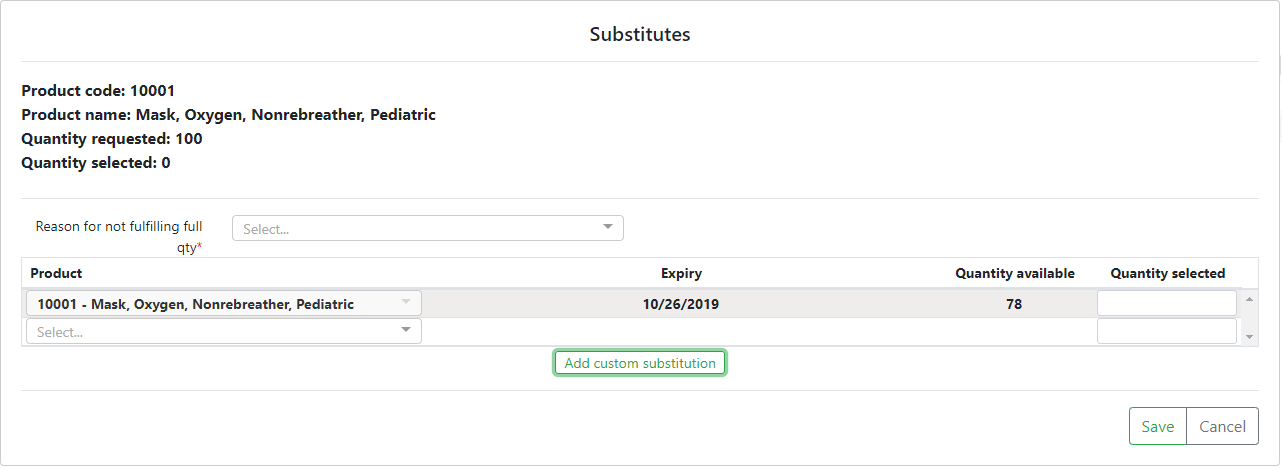 Substitutes
Product code: 10001
Product name: Mask, Oxygen, Nonrebreather, Pediatric
Quantity requested: 100
Quantity selected: 0
Reason for not fulfilling full
qty*
Select...
Product Expiry Quantity available Quantity selected
10001 - Mask, Oxygen, Nonrebreather, Pediatric 10/26/2019 78
Select...
Add custom substitution
Save Cancel